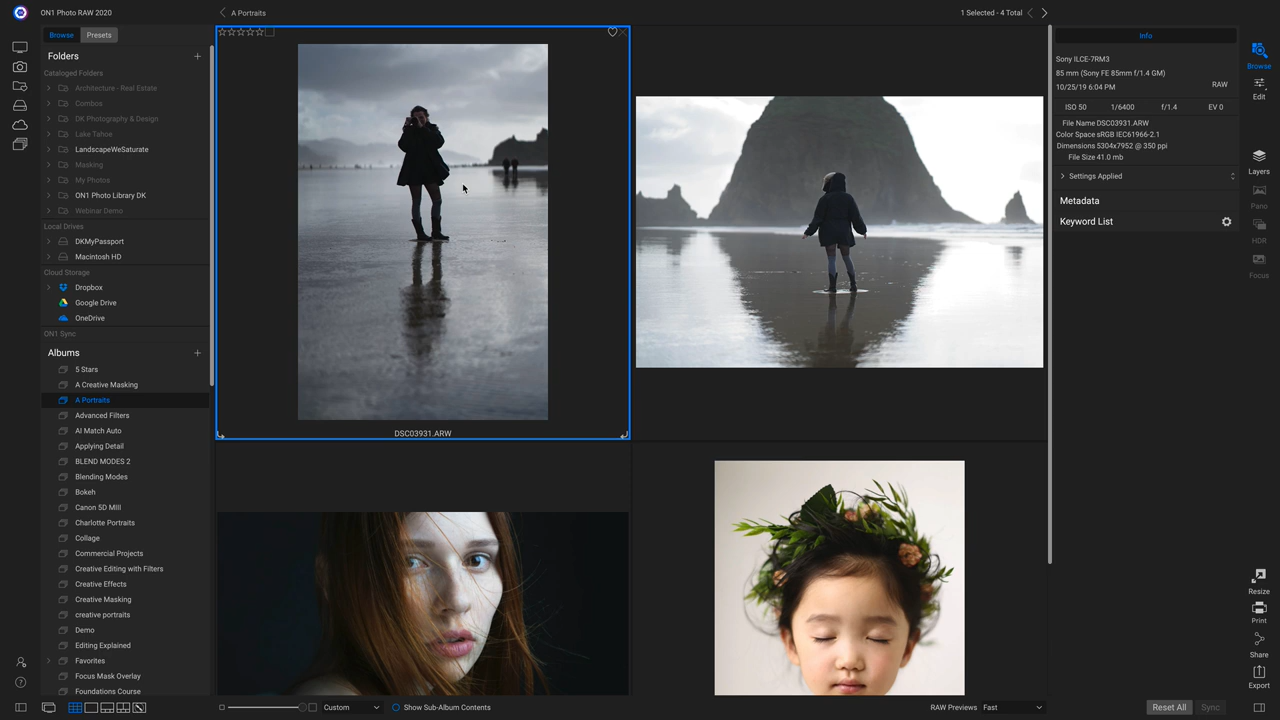 ON1 Photo RAW 2020
A Portraits
1 Selected - 4 Total
Browse
Presets
Folders
Cataloged Folders
Architecture - Real Estate
Combos
DK Photography & Design
Lake Tahoe
LandscapeWeSaturate
Masking
My Photos
ON1 Photo Library DK
Webinar Demo
Local Drives
DKMyPassport
Macintosh HD
Cloud Storage
Dropbox
Google Drive
OneDrive
ON1 Sync
Albums
5 Stars
A Creative Masking
A Portraits
Advanced Filters
AI Match Auto
Applying Detail
BLEND MODES 2
Blending Modes
Bokeh
Canon 5D MIII
Charlotte Portraits
Collage
Commercial Projects
Creative Editing with Filters
Creative Effects
Creative Masking
creative portraits
Demo
Editing Explained
Favorites
Focus Mask Overlay
Foundations Course
DSC03931.ARW
Custom
Show Sub-Album Contents
RAW Previews
Fast
Info
Sony ILCE-7RM3
85 mm (Sony FE 85mm f/1.4 GM)
10/25/19 6:04 PM
RAW
ISO 50
1/6400
f/1.4
EV 0
File Name DSC03931.ARW
Color Space sRGB IEC61966-2.1
Dimensions 5304x7952 @ 350 ppi
File Size 41.0 mb
Settings Applied
Metadata
Keyword List
Browse
Edit
Layers
Pano
HDR
Focus
Resize
Print
Share
Export
Reset All
Sync